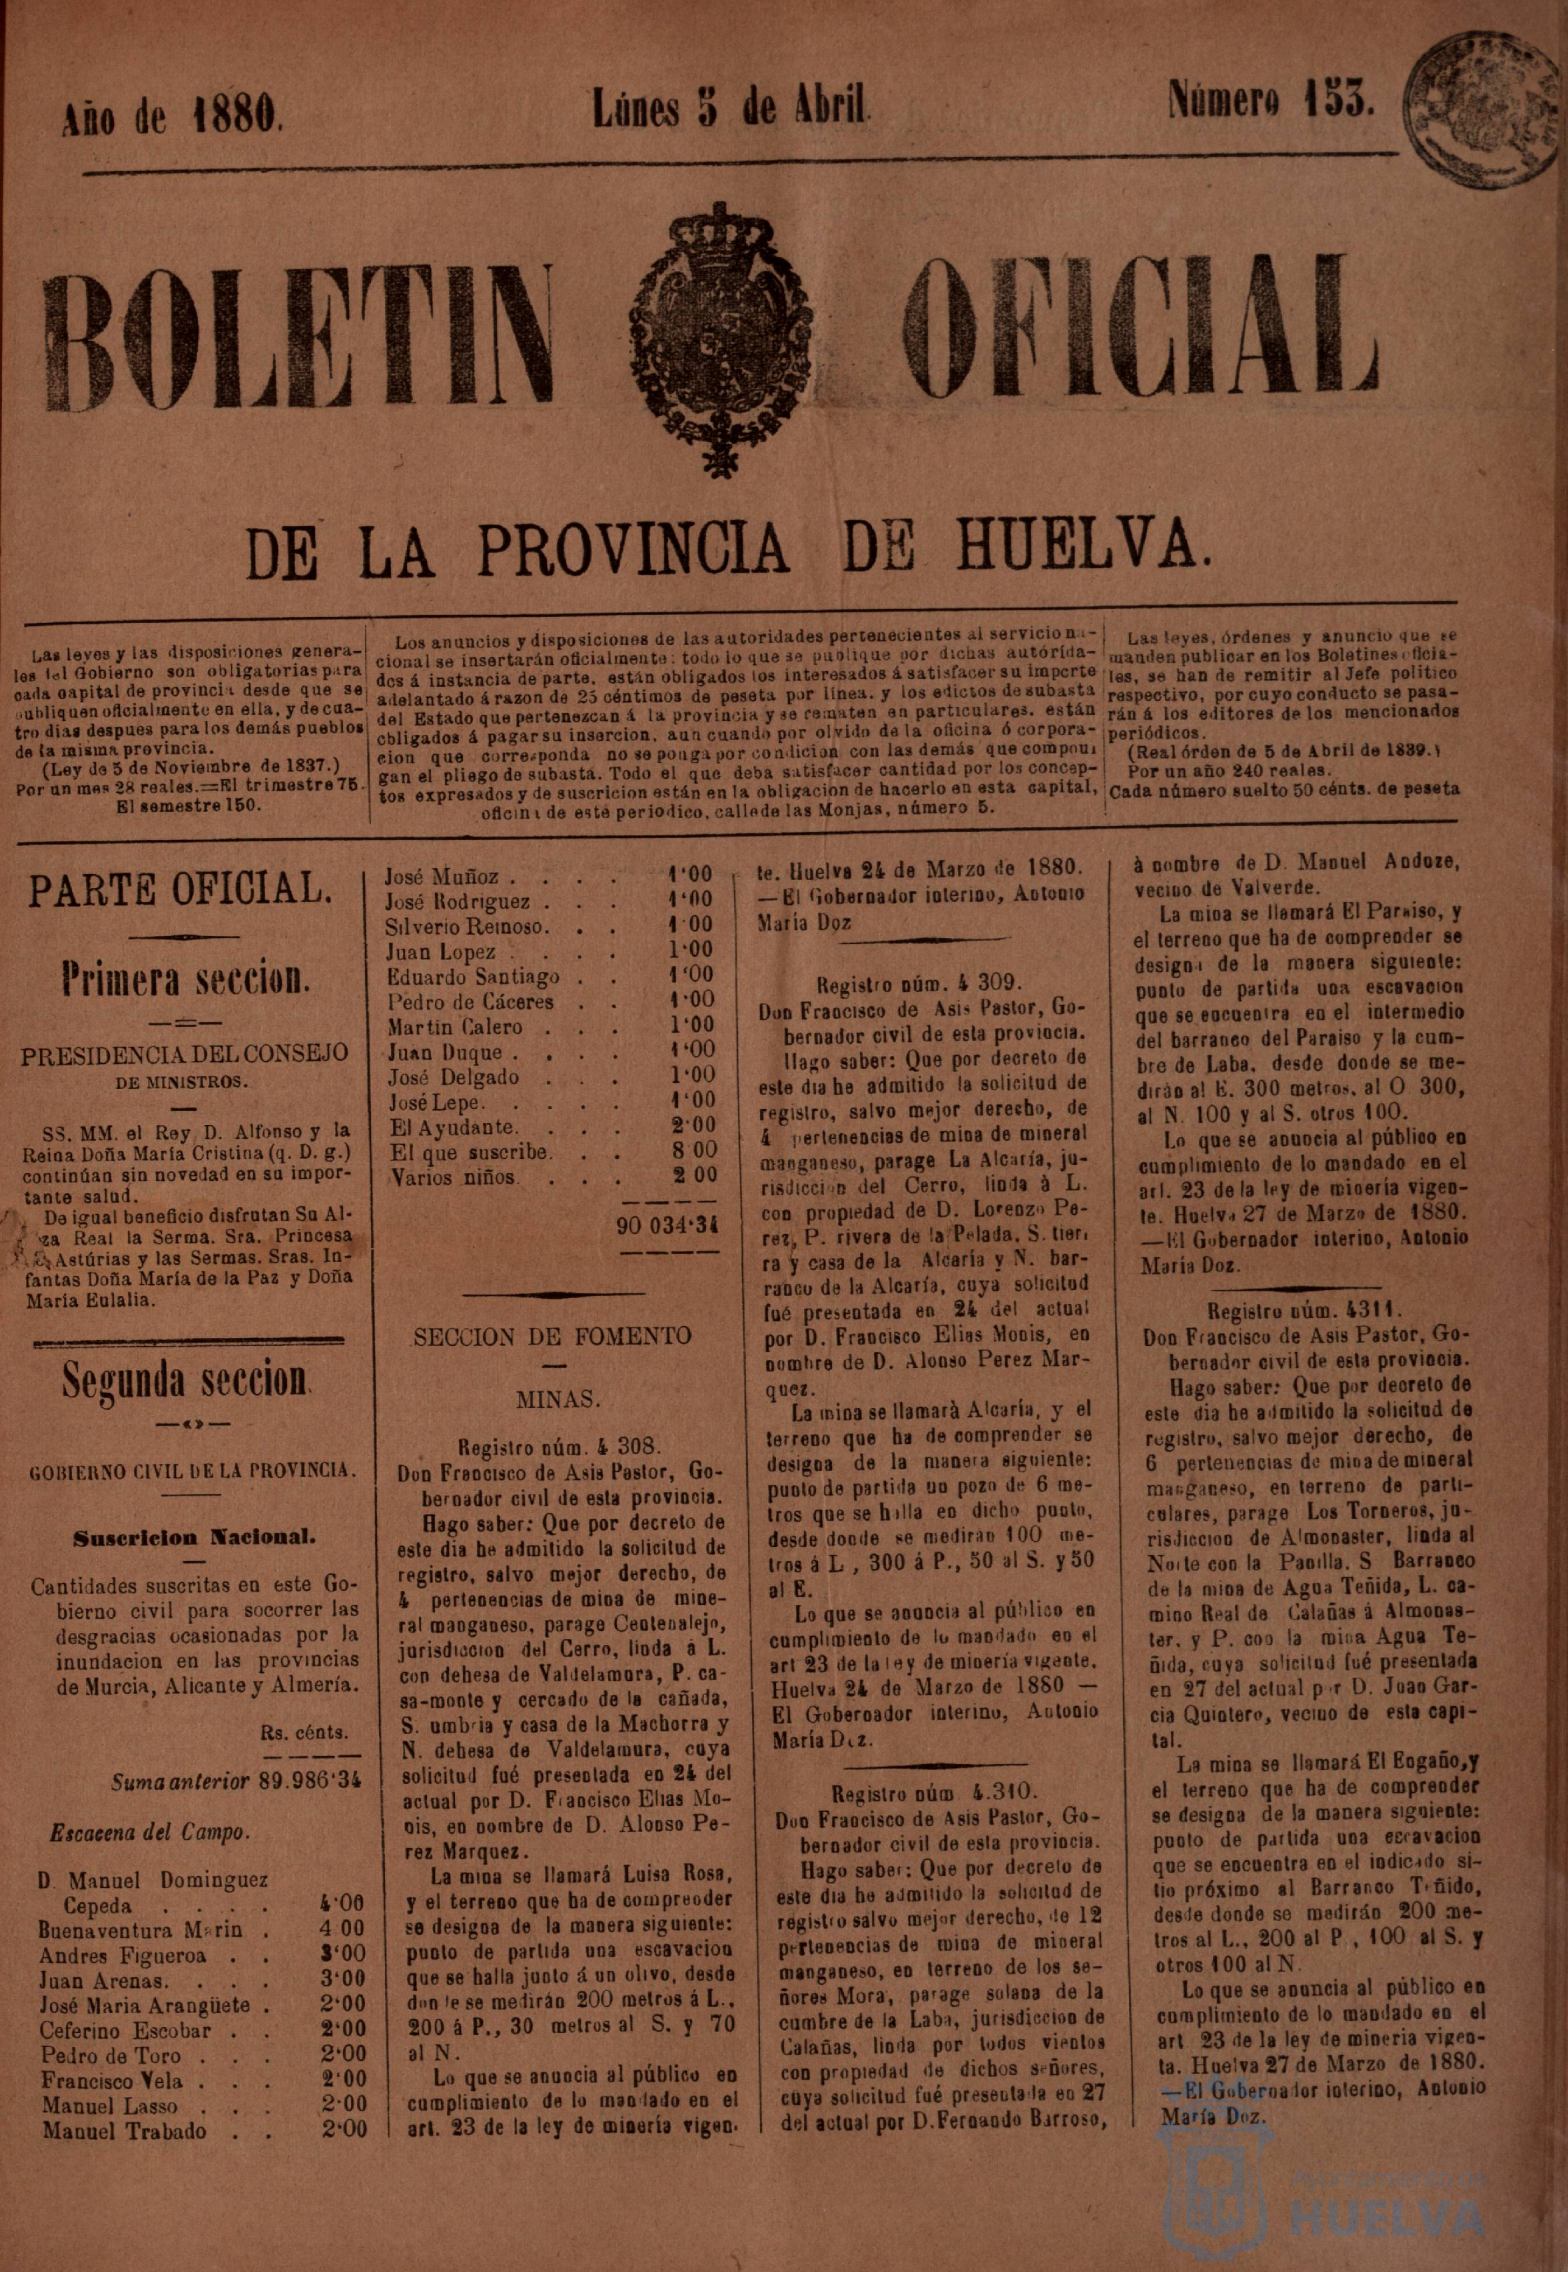 Año de 1880.
Lúnes 5 de Abril.
Número 153.
BOLETIN OFICIAL
DE LA PROVINCIA DE HUELVA.
Las leyes y las disposiciones genera-
les del Gobierno son obligatorias para
cada capital de provincia desde que se
publiquen oficialmente en ella, y de cua-
tro dias despues para los demás pueblos
de la misma provincia.
(Ley de 5 de Noviembre de 1837.)
Por un mes 28 reales.=El trimestre 75.
El semestre 150.
Los anuncios y disposiciones de las autoridades pertenecientes al servicio na-
cional se insertarán oficialmente: todo lo que se publique por dichas autorida-
des á instancia de parte, están obligados los interesados á satisfacer su importe
adelantado á razon de 25 céntimos de peseta por línea. y los edictos de subasta
del Estado que pertenezcan á la provincia y se rematen en particulares. están
obligados á pagar su insercion, aun cuando por olvido de la oficina ó corpora-
cion que corresponda no se ponga por condicion con las demás que compon
gan el pliego de subasta. Todo el que deba satisfacer cantidad por los concep-
tos expresados y de suscricion están en la obligacion de hacerlo en esta capital,
oficina de este periodico, calle de las Monjas, número 5.
Las leyes, órdenes y anuncio que se
manden publicar en los Boletines oficia-
les, se han de remitir al Jefe politico
respectivo, por cuyo conducto se pasa-
rán á los editores de los mencionados
periódicos.
(Real órden de 5 de Abril de 1839.)
Por un año 240 reales.
Cada número suelto 50 cénts. de peseta
PARTE OFICIAL.
Primera seccion.
PRESIDENCIA DEL CONSEJO
DE MINISTROS.
SS. MM. el Rey D. Alfonso y la
Reina Doña María Cristina (q. D. g.)
continúan sin novedad en su impor-
tante salud.
De igual beneficio disfrutan Su Al-
za Real la Serma. Sra. Princesa
Astúrias y las Sermas. Sras. In-
fantas Doña María de la Paz y Doña
María Eulalia.
Segunda seccion.
—«»—
GOBIERNO CIVIL DE LA PROVINCIA.
Suscricion Nacional.
Cantidades suscritas en este Go-
bierno civil para socorrer las
desgracias ocasionadas por la
inundacion en las provincias
de Murcia, Alicante y Almería.
Rs. cénts.
Suma anterior 89.986'34
Escacena del Campo.
D. Manuel Dominguez
Cepeda . . . . 4'00
Buenaventura Marin . 4 00
Andres Figueroa . . 3'00
Juan Arenas. . . . 3'00
José Maria Arangüete . 2'00
Ceferino Escobar . . 2'00
Pedro de Toro . . . 2'00
Francisco Vela . . . 2'00
Manuel Lasso . . . 2·00
Manuel Trabado . . 2'00
José Muñoz . . . . 1'00
José Rodriguez . . . 1'00
Silverio Reinoso. . . 1 00
Juan Lopez . . . . 1·00
Eduardo Santiago . . 1'00
Pedro de Cáceres . . 1'00
Martin Calero . . . 1'00
Juan Duque . . . . 1'00
José Delgado . . . 1'00
José Lepe. . . . . 1'00
El Ayudante. . . . 2'00
El que suscribe. . . 8 00
Varios niños. . . . 2 00
90 034'34
SECCION DE FOMENTO
MINAS.
Registro núm. 4 308.
Don Francisco de Asis Pastor, Go-
bernador civil de esta provincia.
Hago saber: Que por decreto de
este dia he admitido la solicitud de
registro, salvo mejor derecho, de
4 pertenencias de mina de mine-
ral manganeso, parage Centenalejo,
jurisdiccion del Cerro, linda á L.
con dehesa de Valdelamura, P. ca-
sa-monte y cercado de la cañada,
S. umbria y casa de la Machorra y
N. dehesa de Valdelamura, cuya
solicitud fué presentada en 24 del
actual por D. Francisco Elias Mo-
nis, en nombre de D. Alonso Pe-
rez Marquez.
La mina se llamará Luisa Rosa,
y el terreno que ha de comprender
se designa de la manera siguiente:
punto de partida una escavacion
que se halla junto á un olivo, desde
donde se medirán 200 metros á L.,
200 á P., 30 metros al S. y 70
al N.
Lo que se anuncia al público en
cumplimiento de lo mandado en el
art. 23 de la ley de minería vigen-
te. Huelva 24 de Marzo de 1880.
—El Gobernador interino, Antonio
María Doz
Registro núm. 4 309.
Don Francisco de Asis Pastor, Go-
bernador civil de esta provincia.
Hago saber: Que por decreto de
este dia he admitido la solicitud de
registro, salvo mejor derecho, de
4 pertenencias de mina de mineral
manganeso, parage La Alcaría, ju-
risdiccion del Cerro, linda à L.
con propiedad de D. Lorenzo Pe-
rez, P. rivera de la Pelada, S. tier-
ra y casa de la Alcaría y N. bar-
ranco de la Alcaría, cuya solicitud
fué presentada en 24 del actual
por D. Francisco Elias Monis, en
nombre de D. Alonso Perez Mar-
quez.
La mina se llamarà Alcaría, y el
terreno que ha de comprender se
designa de la manera siguiente:
punto de partida un pozo de 6 me-
tros que se halla en dicho punto,
desde donde se medirán 100 me-
tros á L , 300 á P., 50 al S. y 50
al E.
Lo que se anuncia al público en
cumplimiento de lo mandado en el
art 23 de la ley de minería vigente.
Huelva 24 de Marzo de 1880 —
El Gobernador interino, Antonio
María Doz.
Registro núm 4.310.
Don Francisco de Asis Pastor, Go-
bernador civil de esta provincia.
Hago saber: Que por decreto de
este dia he admitido la solicitud de
registro salvo mejor derecho, de 12
pertenencias de mina de mineral
manganeso, en terreno de los se-
ñores Mora, parage solana de la
cumbre de la Laba, jurisdiccion de
Calañas, linda por todos vientos
con propiedad de dichos señores,
cuya solicitud fué presentada en 27
del actual por D. Fernando Barroso,
à nombre de D. Manuel Anduze,
vecino de Valverde.
La mina se llamará El Paraiso, y
el terreno que ha de comprender se
designa de la manera siguiente:
punto de partida una escavacion
que se encuentra en el intermedio
del barranco del Paraiso y la cum-
bre de Laba, desde donde se me-
dirán al E. 300 metros, al O 300,
al N. 100 y al S. otros 100.
Lo que se anuncia al público en
cumplimiento de lo mandado en el
art. 23 de la ley de minería vigen-
te. Huelva 27 de Marzo de 1880.
—El Gobernador interino, Antonio
María Doz.
Registro núm. 4311.
Don Francisco de Asis Pastor, Go-
bernador civil de esta provincia.
Hago saber: Que por decreto de
este dia he admitido la solicitud de
registro, salvo mejor derecho, de
6 pertenencias de mina de mineral
manganeso, en terreno de parti-
culares, parage Los Torneros, ju-
risdiccion de Almonaster, linda al
Norte con la Panilla. S Barranco
de la mina de Agua Teñida, L. ca-
mino Real de Calañas á Almonas-
ter, y P. con la mina Agua Te-
ñida, cuya solicitud fué presentada
en 27 del actual por D. Juan Gar-
cia Quintero, vecino de esta capi-
tal.
La mina se llamará El Engaño, y
el terreno que ha de comprender
se designa de la manera siguiente:
punto de partida una escavacion
que se encuentra en el indicado si-
tio próximo al Barranco Teñido,
desde donde se medirán 200 me-
tros al L., 200 al P , 100 al S. y
otros 100 al N.
Lo que se anuncia al público en
cumplimiento de lo mandado en el
art 23 de la ley de mineria vigen-
te. Huelva 27 de Marzo de 1880.
—El Gobernador interino, Antonio
María Doz.
Ayuntamiento de
HUELVA